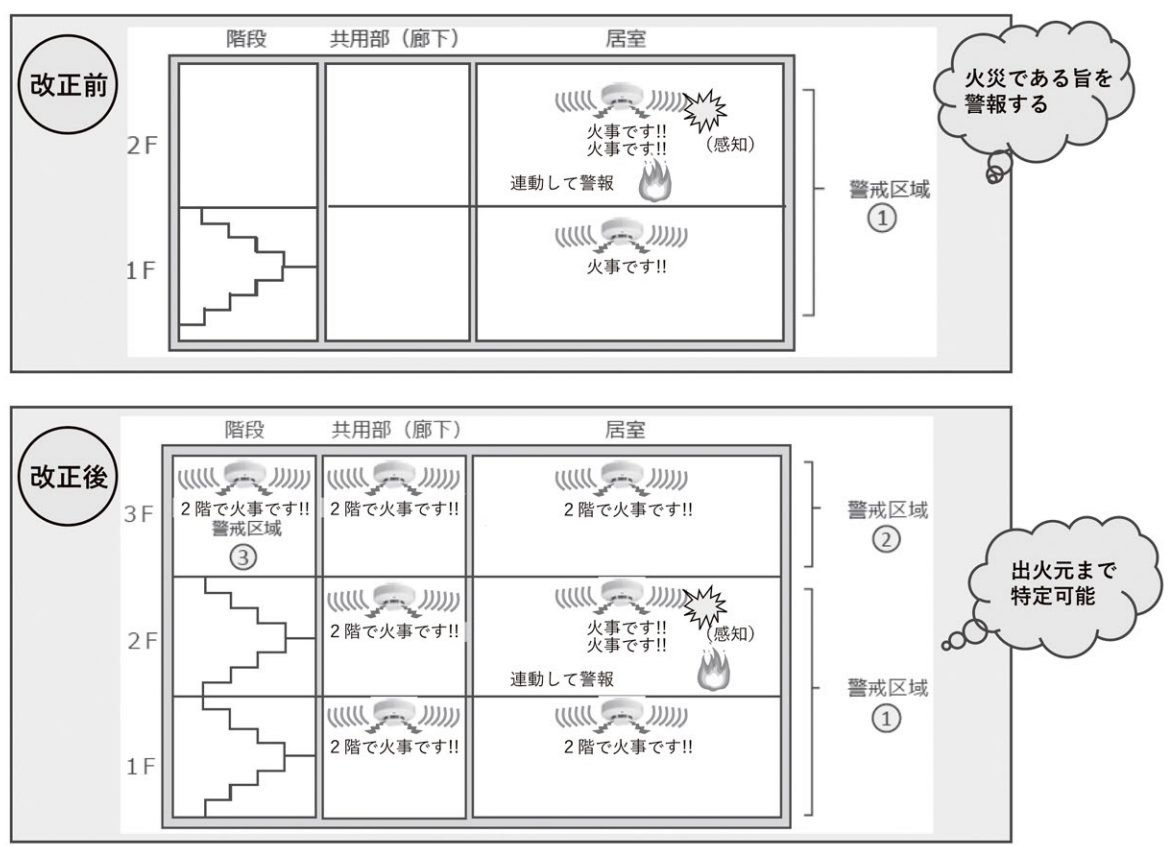 改正前
階段
共用部（廊下）
居室
火災である旨を
警報する
2F
火事です!!
火事です!!
（感知）
連動して警報
警戒区域
①
1F
火事です!!
改正後
階段
共用部（廊下）
居室
3F
2階で火事です!!
警戒区域
③
2階で火事です!!
2階で火事です!!
警戒区域
②
出火元まで
特定可能
2F
2階で火事です!!
火事です!!
火事です!!
（感知）
連動して警報
警戒区域
①
1F
2階で火事です!!
2階で火事です!!